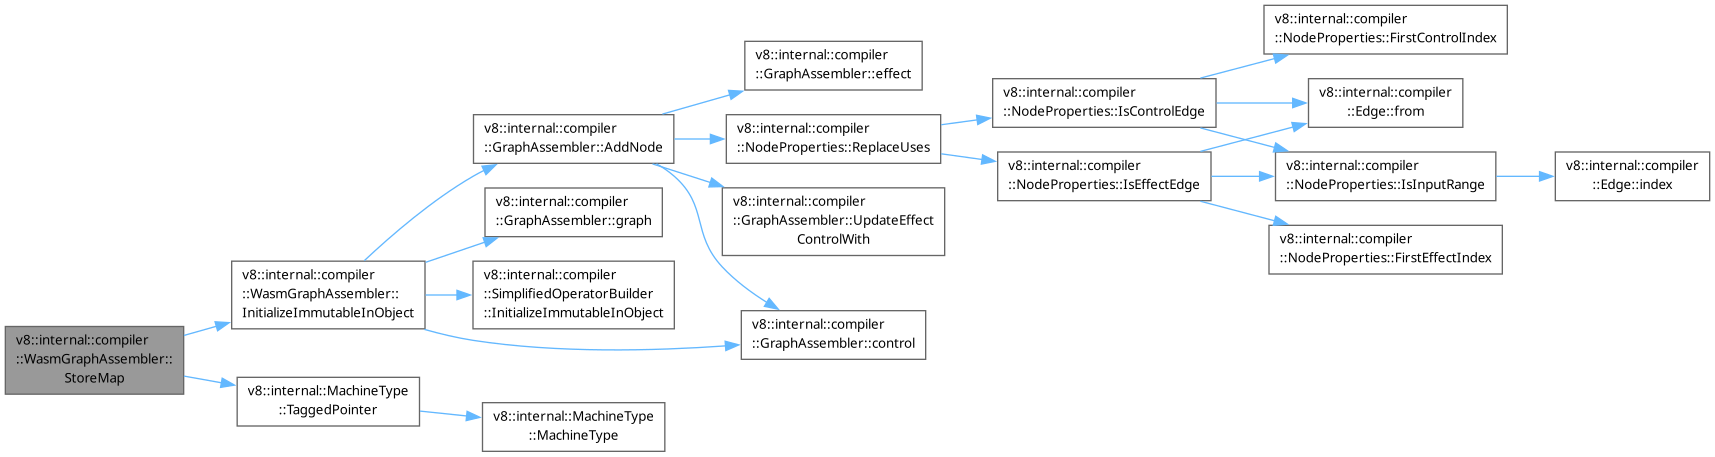 v8::internal::compiler
::WasmGraphAssembler::
StoreMap
v8::internal::compiler
::WasmGraphAssembler::
InitializeImmutableInObject
v8::internal::MachineType
::TaggedPointer
v8::internal::compiler
::GraphAssembler::AddNode
v8::internal::compiler
::GraphAssembler::graph
v8::internal::compiler
::SimplifiedOperatorBuilder
::InitializeImmutableInObject
v8::internal::MachineType
::MachineType
v8::internal::compiler
::GraphAssembler::effect
v8::internal::compiler
::NodeProperties::ReplaceUses
v8::internal::compiler
::GraphAssembler::UpdateEffect
ControlWith
v8::internal::compiler
::GraphAssembler::control
v8::internal::compiler
::NodeProperties::IsControlEdge
v8::internal::compiler
::NodeProperties::IsEffectEdge
v8::internal::compiler
::NodeProperties::FirstControlIndex
v8::internal::compiler
::Edge::from
v8::internal::compiler
::NodeProperties::IsInputRange
v8::internal::compiler
::NodeProperties::FirstEffectIndex
v8::internal::compiler
::Edge::index